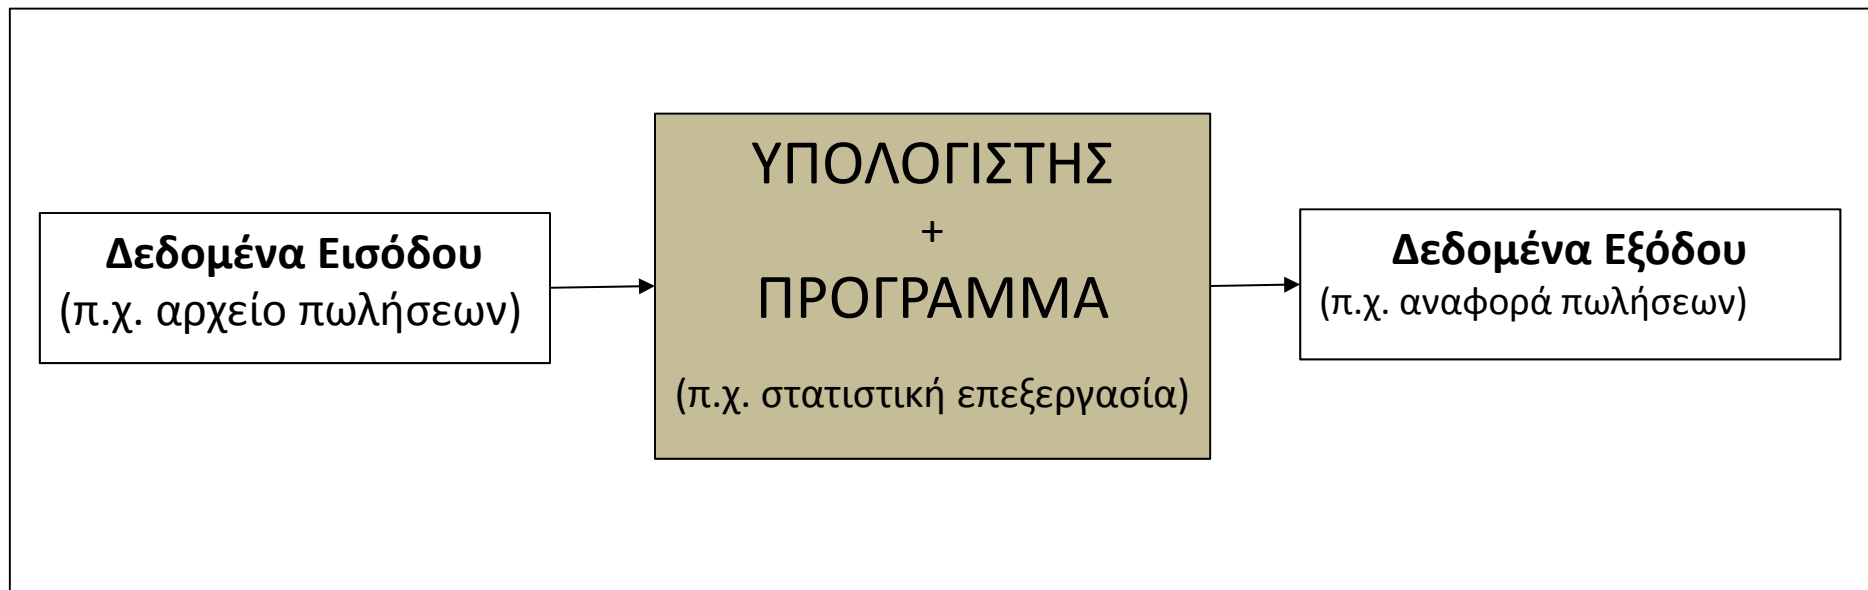 Δεδομένα Εισόδου
(π.χ. αρχείο πωλήσεων)
ΥΠΟΛΟΓΙΣΤΗΣ
+
ΠΡΟΓΡΑΜΜΑ
(π.χ. στατιστική επεξεργασία)
Δεδομένα Εξόδου
(π.χ. αναφορά πωλήσεων)